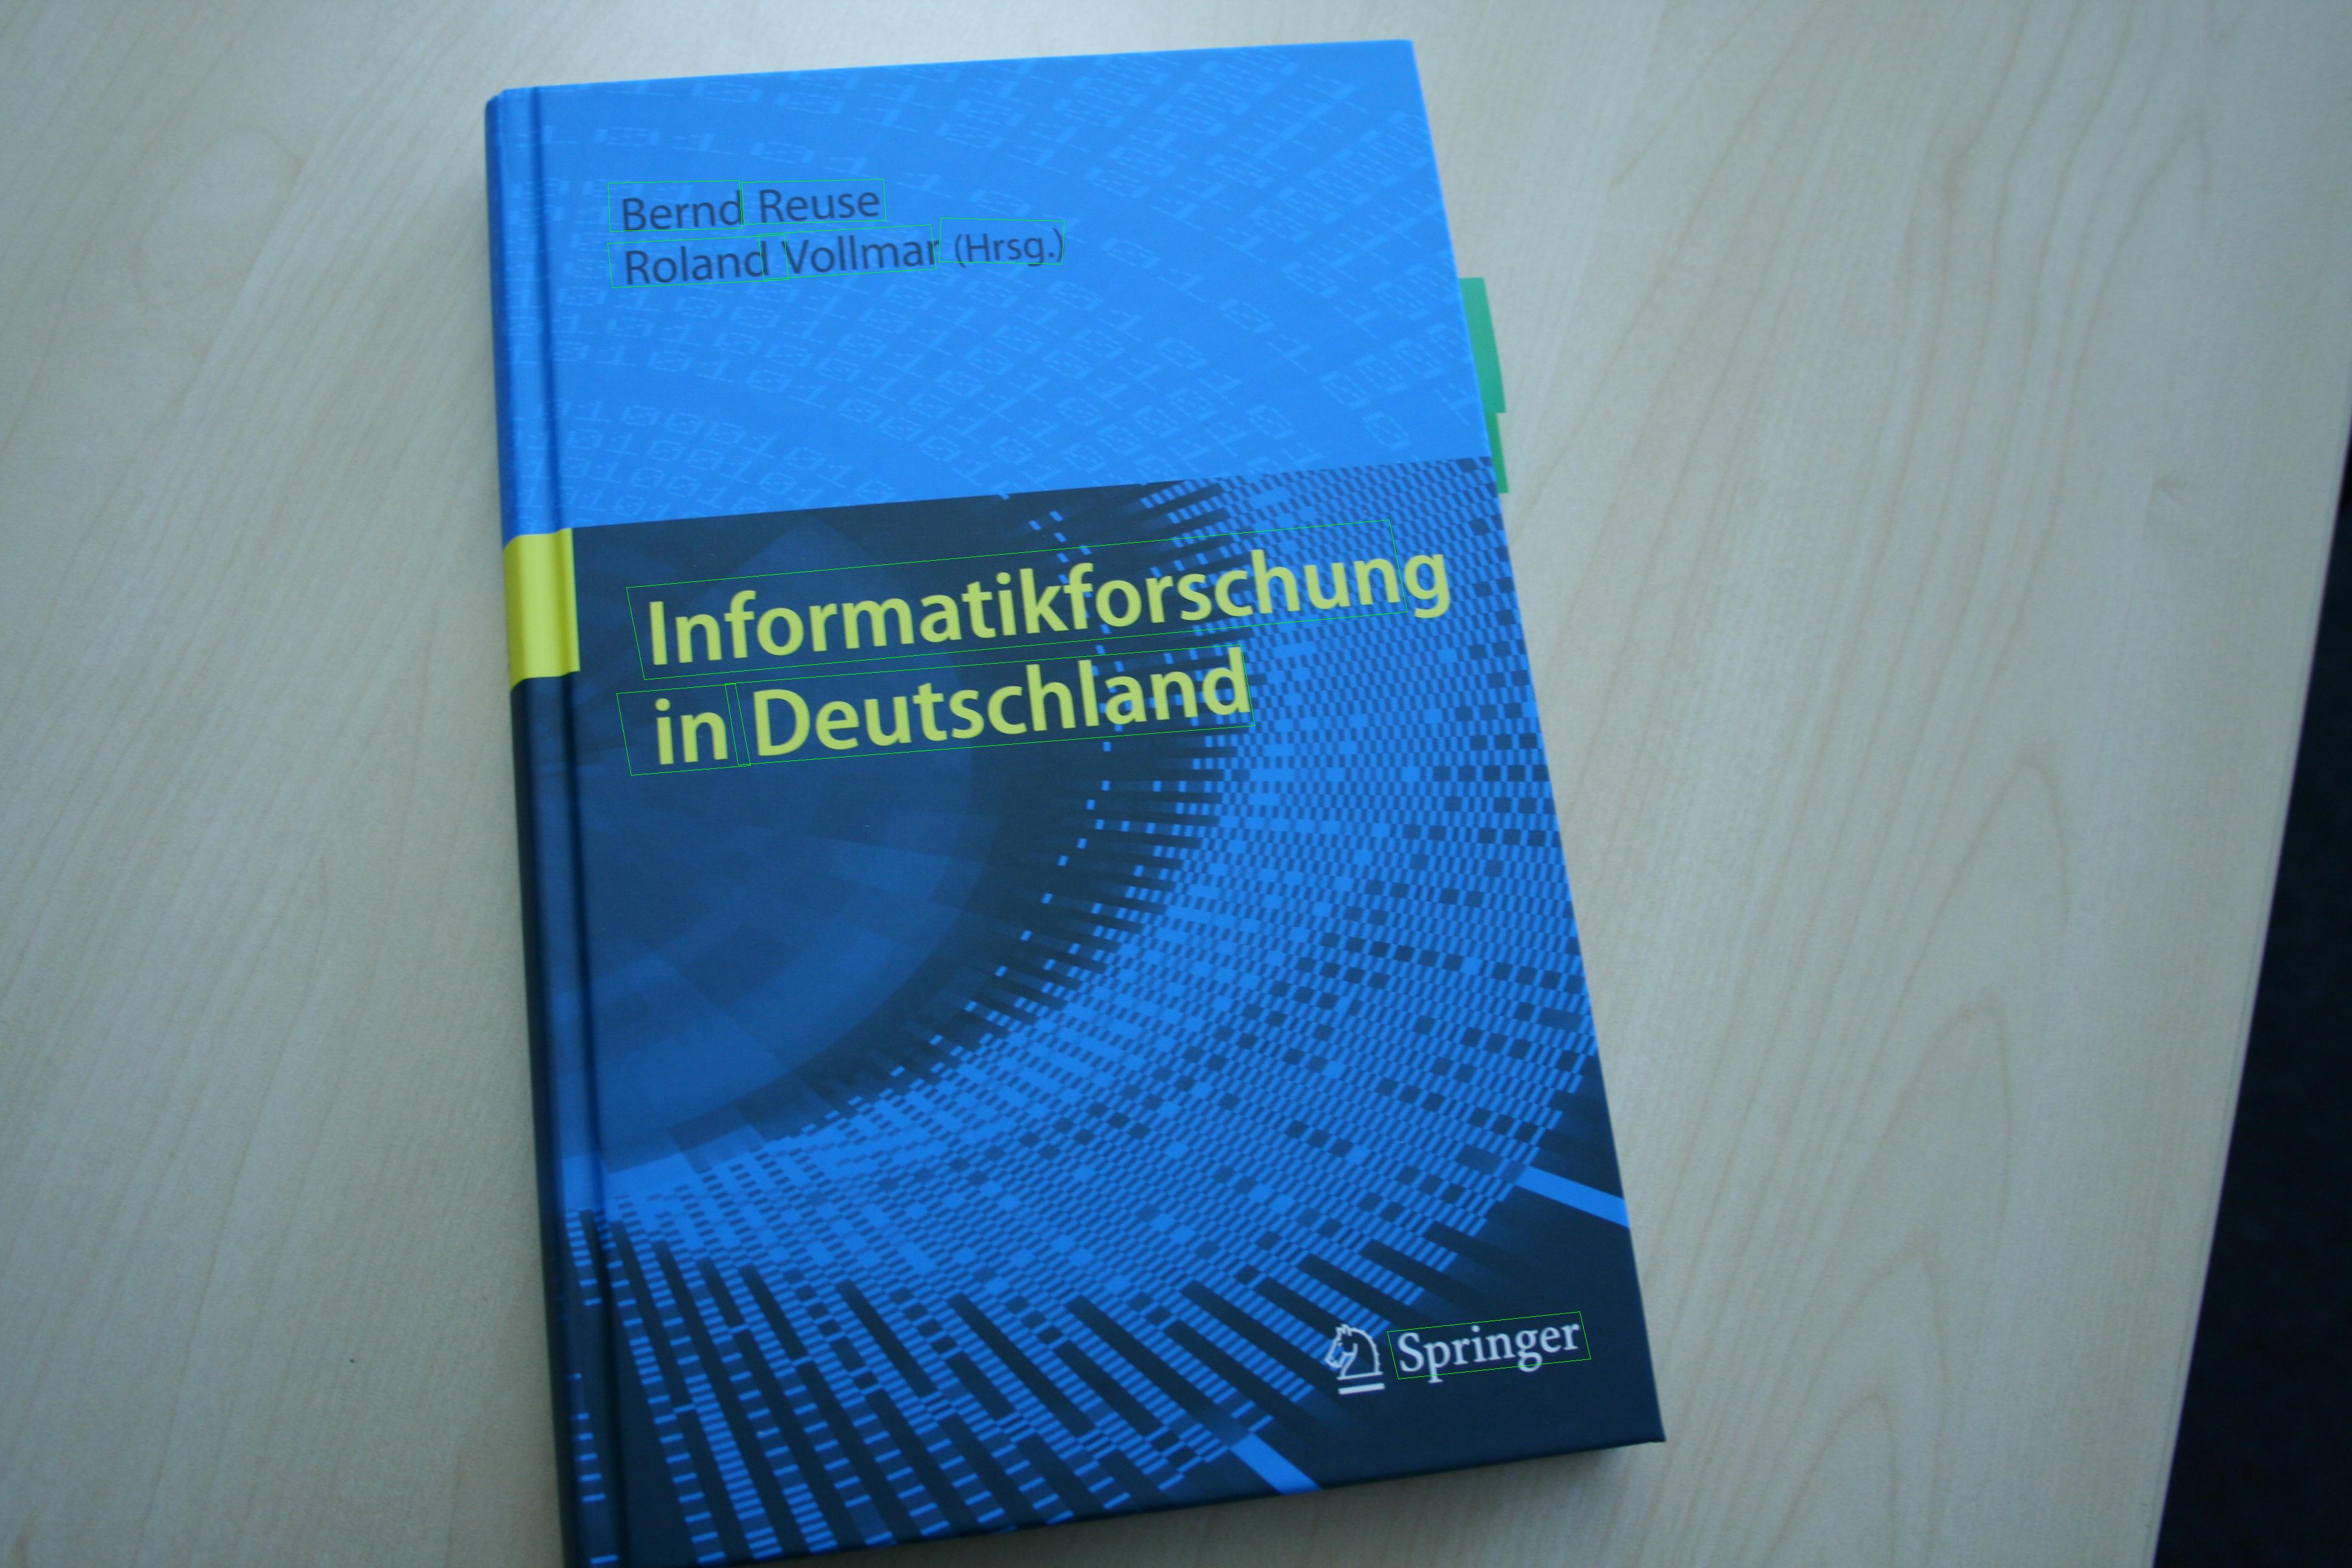 Bernd Reuse
Roland Vollmar (Hrsg.)
Informatikforschung
in Deutschland
Springer